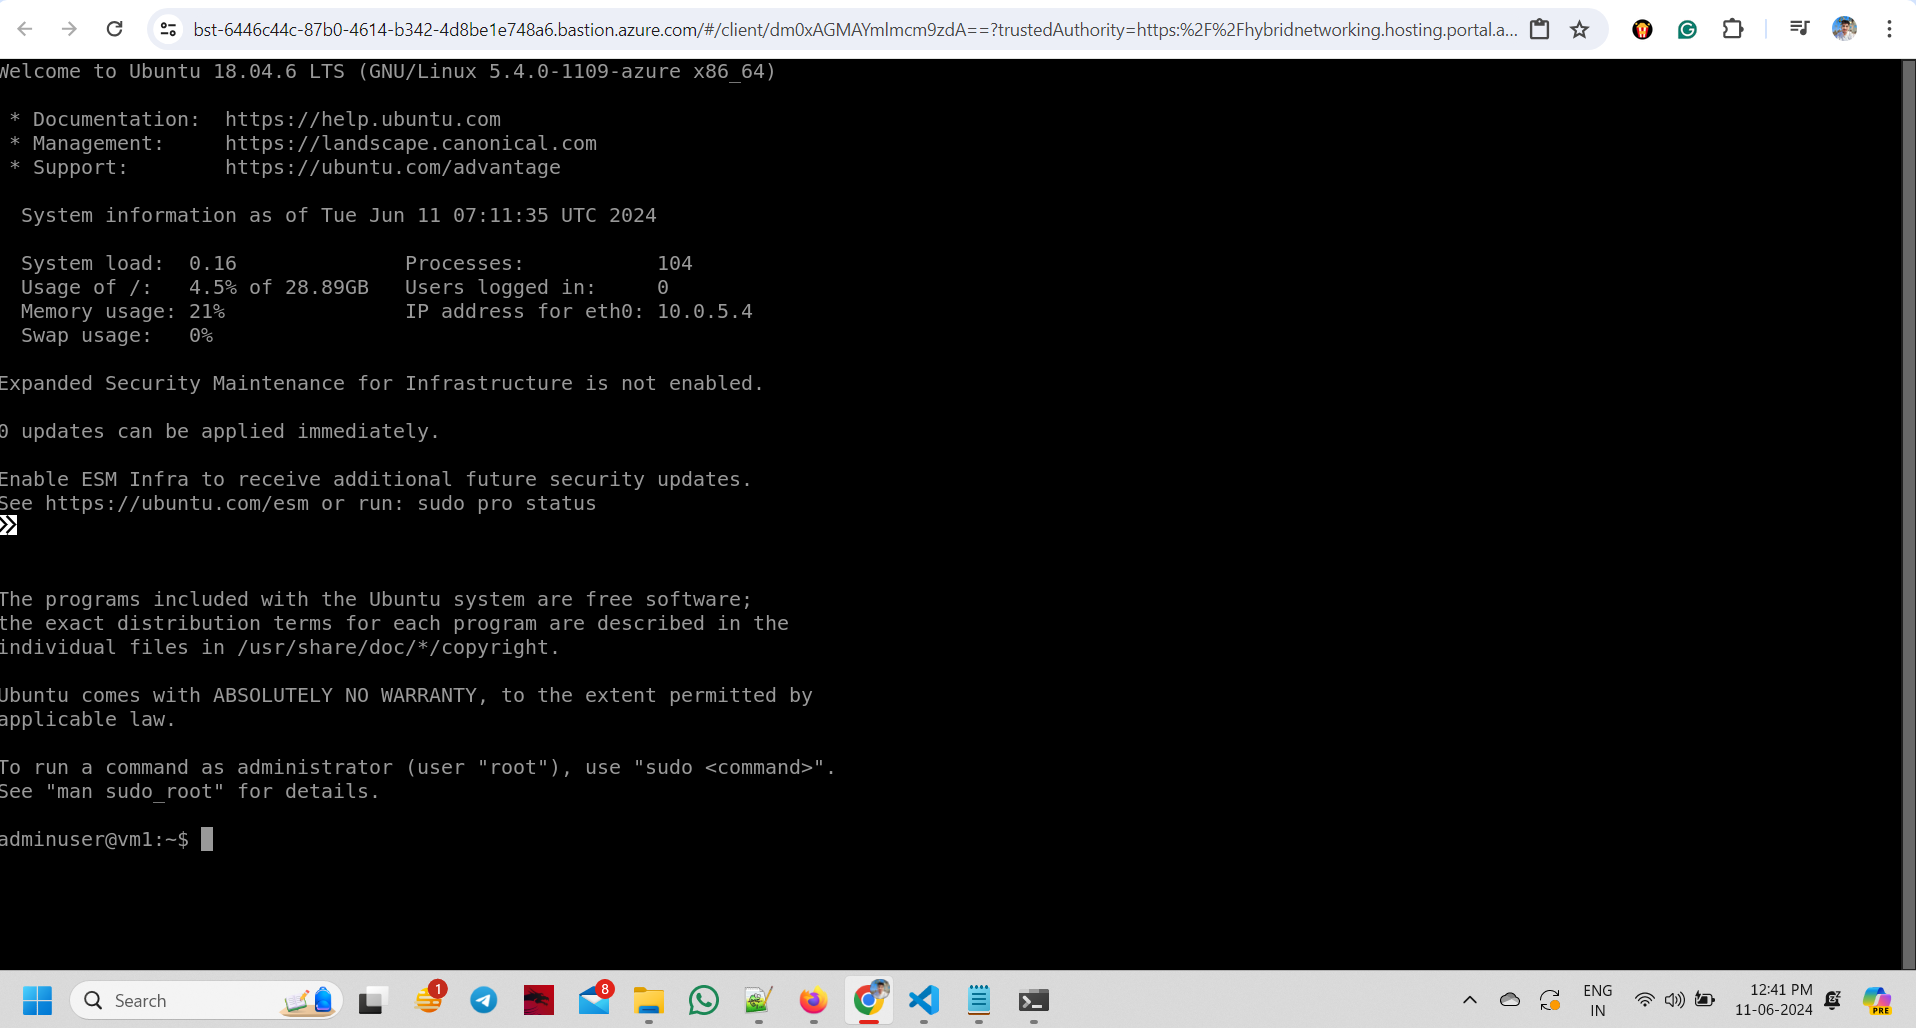 bst-6446c44c-87b0-4614-b342-4d8be1e748a6.bastion.azure.com/#/client/dm0xAGMAYmlmcm9zdA==?trustedAuthority=https:%2F%2Fhybridnetworking.hosting.portal.a...
Welcome to Ubuntu 18.04.6 LTS (GNU/Linux 5.4.0-1109-azure x86_64)
* Documentation:  https://help.ubuntu.com
* Management:     https://landscape.canonical.com
* Support:        https://ubuntu.com/advantage
System information as of Tue Jun 11 07:11:35 UTC 2024
System load:  0.16              Processes:           104
Usage of /:   4.5% of 28.89GB   Users logged in:     0
Memory usage: 21%               IP address for eth0: 10.0.5.4
Swap usage:   0%
Expanded Security Maintenance for Infrastructure is not enabled.
0 updates can be applied immediately.
Enable ESM Infra to receive additional future security updates.
See https://ubuntu.com/esm or run: sudo pro status
The programs included with the Ubuntu system are free software;
the exact distribution terms for each program are described in the
individual files in /usr/share/doc/*/copyright.
Ubuntu comes with ABSOLUTELY NO WARRANTY, to the extent permitted by
applicable law.
To run a command as administrator (user "root"), use "sudo <command>".
See "man sudo_root" for details.
adminuser@vm1:~$
Search
1
8
ENG
IN
12:41 PM
11-06-2024
PRE